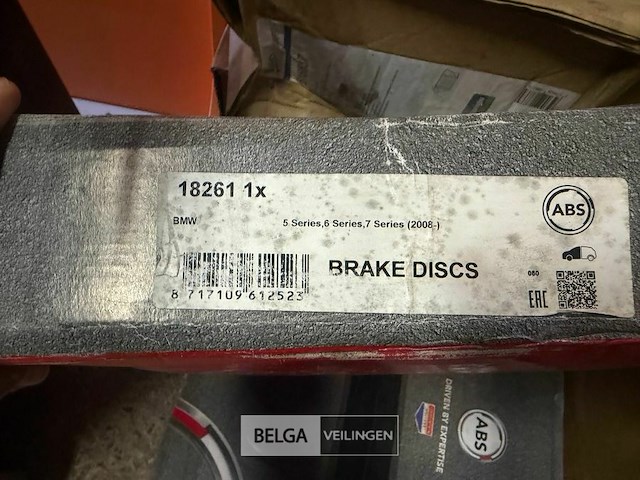 18261 1x
ABS
BMW
5 Series,6 Series,7 Series (2008-)
BRAKE DISCS
060
EAC
8 717109 612523
DRIVEN BY EXPERTISE
ABS
BELGA VEILINGEN